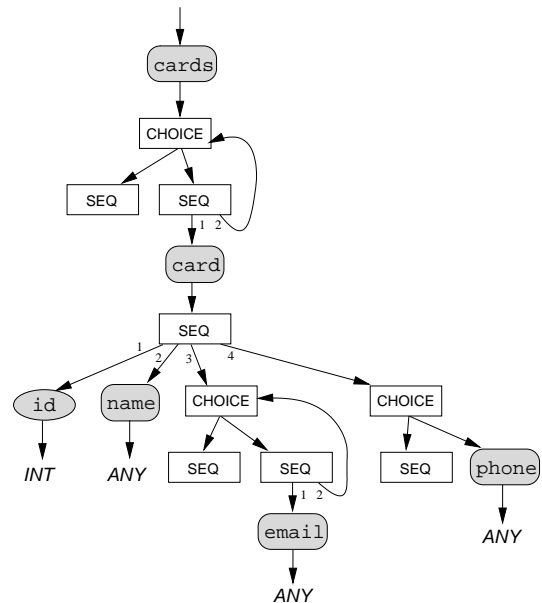 cards
CHOICE
SEQ SEQ
1 2
card
SEQ
1 2 3 4
id name CHOICE CHOICE
INT ANY SEQ SEQ SEQ phone
1 2
email ANY
ANY